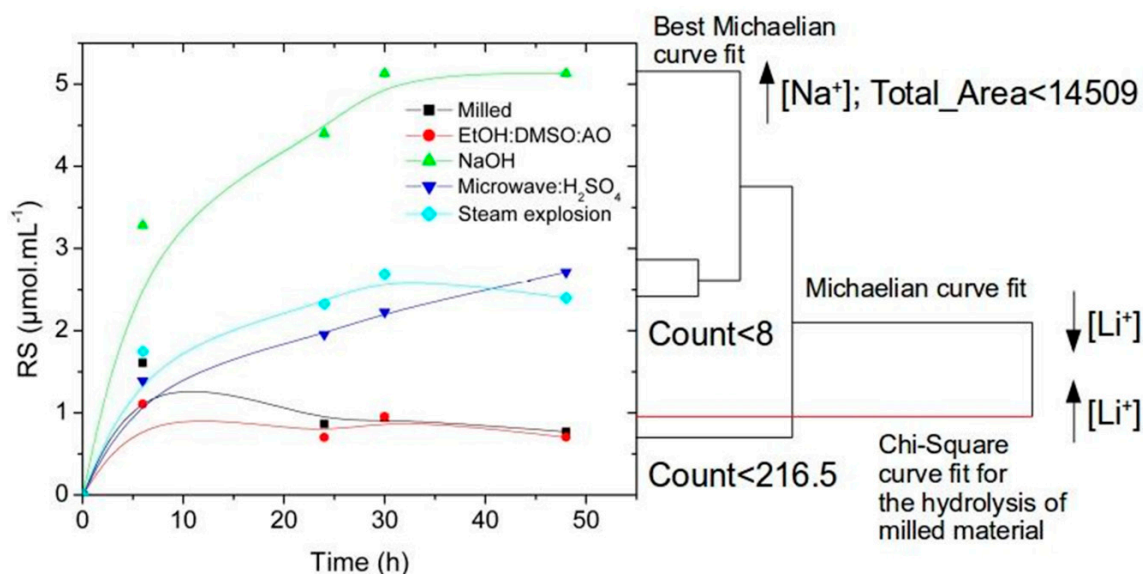 RS (µmol.mL⁻¹)
5
4
3
2
1
0
0
10
20
30
40
50
Time (h)
Milled
EtOH:DMSO:AO
NaOH
Microwave:H₂SO₄
Steam explosion
Best Michaelian
curve fit
[Na⁺]; Total_Area<14509
Count<8
Michaelian curve fit
[Li⁺]
[Li⁺]
Count<216.5
Chi-Square
curve fit for
the hydrolysis of
milled material